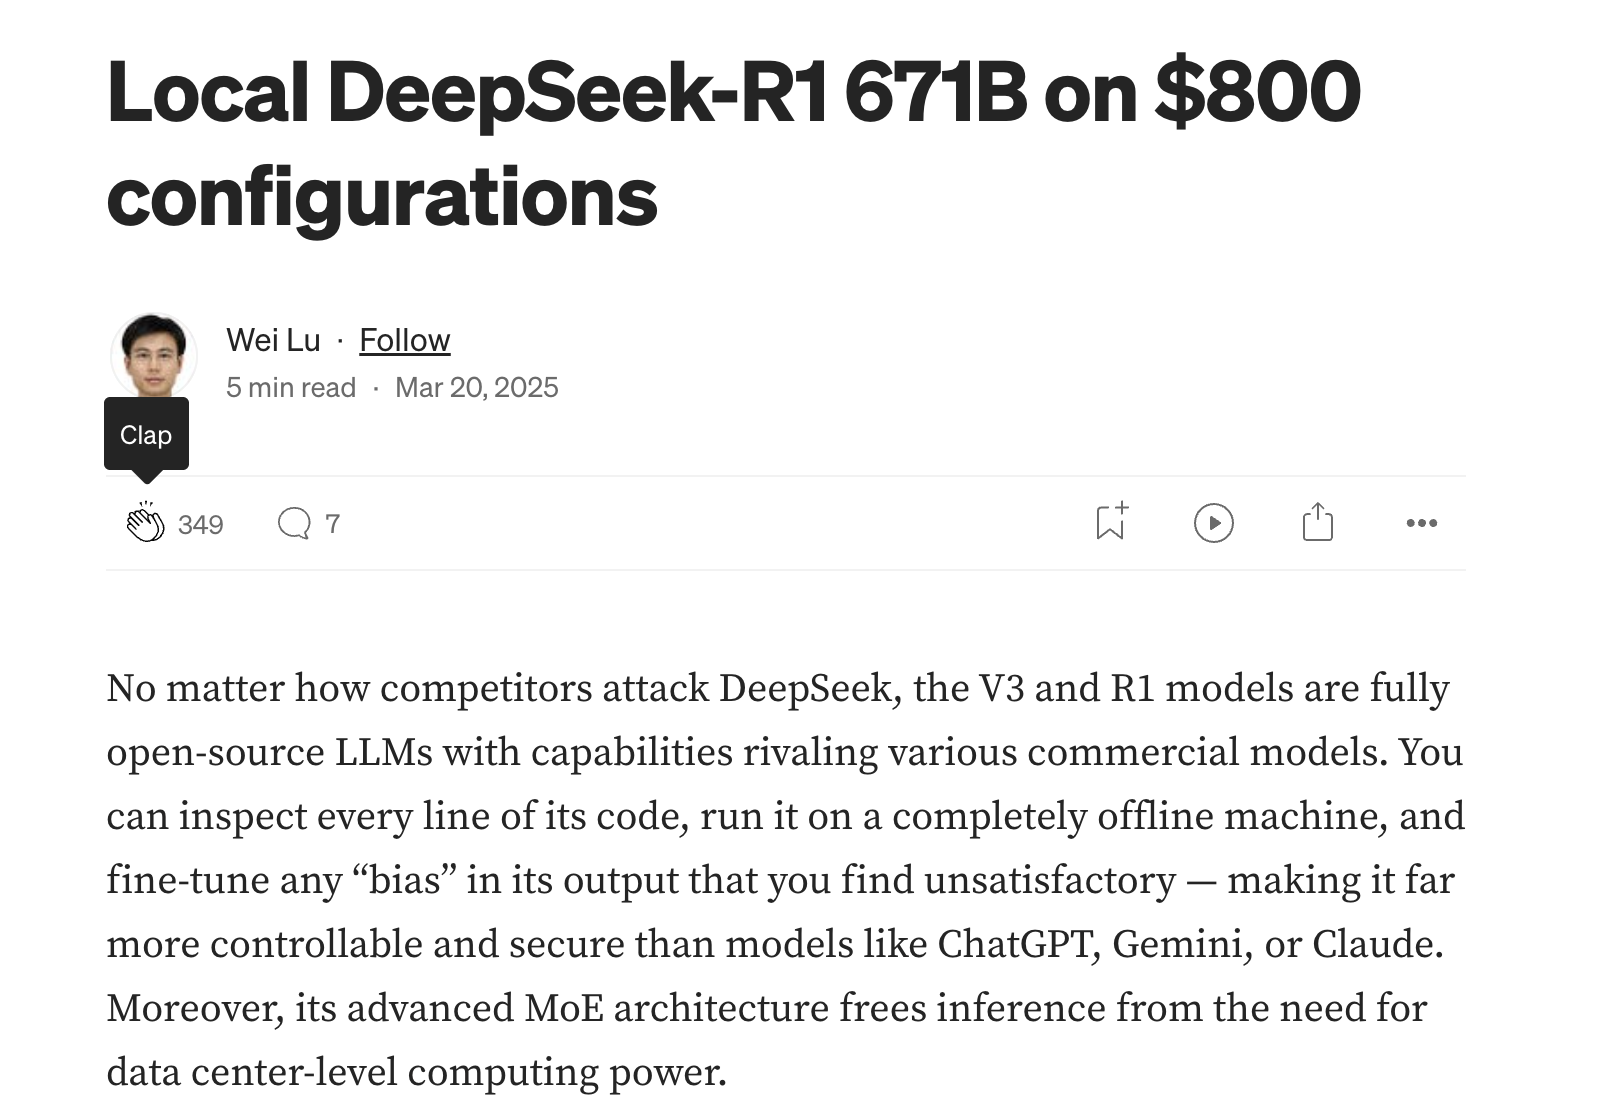 Local DeepSeek-R1 671B on $800
configurations
Wei Lu · Follow
5 min read · Mar 20, 2025
Clap
349 7
No matter how competitors attack DeepSeek, the V3 and R1 models are fully
open-source LLMs with capabilities rivaling various commercial models. You
can inspect every line of its code, run it on a completely offline machine, and
fine-tune any “bias” in its output that you find unsatisfactory — making it far
more controllable and secure than models like ChatGPT, Gemini, or Claude.
Moreover, its advanced MoE architecture frees inference from the need for
data center-level computing power.